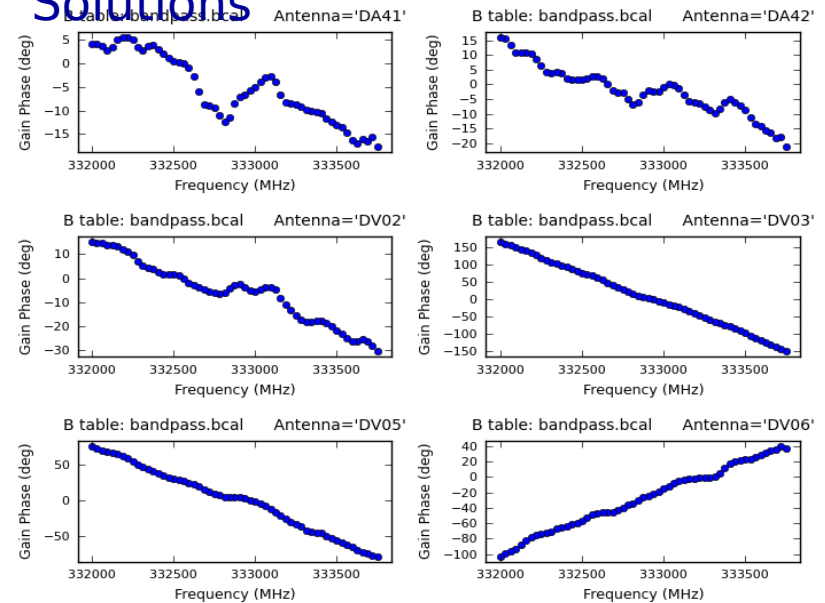 Solutions
B table: bandpass.bcal Antenna='DA41'
B table: bandpass.bcal Antenna='DA42'
Gain Phase (deg)
5
0
−5
−10
−15
332000 332500 333000 333500
Frequency (MHz)
Gain Phase (deg)
15
10
5
0
−5
−10
−15
−20
332000 332500 333000 333500
Frequency (MHz)
B table: bandpass.bcal Antenna='DV02'
B table: bandpass.bcal Antenna='DV03'
Gain Phase (deg)
10
0
−10
−20
−30
332000 332500 333000 333500
Frequency (MHz)
Gain Phase (deg)
150
100
50
0
−50
−100
−150
332000 332500 333000 333500
Frequency (MHz)
B table: bandpass.bcal Antenna='DV05'
B table: bandpass.bcal Antenna='DV06'
Gain Phase (deg)
50
0
−50
332000 332500 333000 333500
Frequency (MHz)
Gain Phase (deg)
40
20
0
−20
−40
−60
−80
−100
332000 332500 333000 333500
Frequency (MHz)